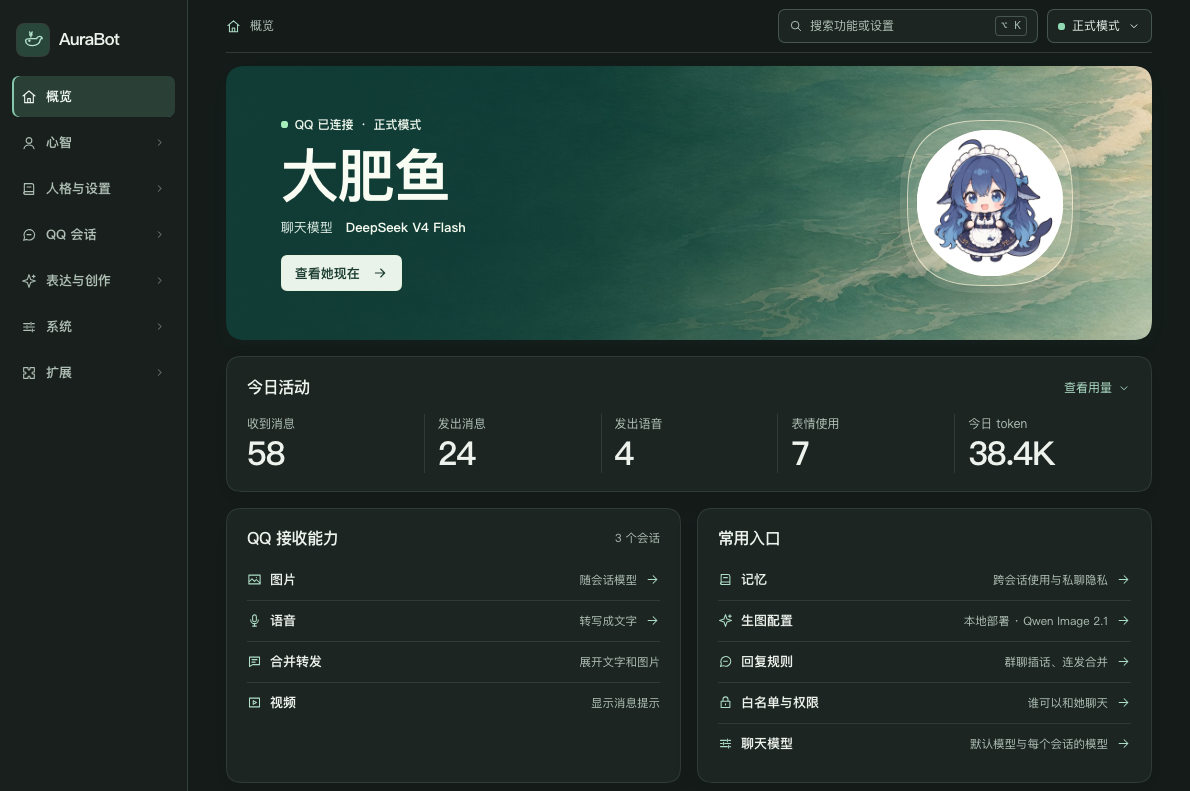 AuraBot
概览
搜索功能或设置
⌥ K
正式模式
概览
心智
人格与设置
QQ 会话
表达与创作
系统
扩展
QQ 已连接 · 正式模式
大肥鱼
聊天模型 DeepSeek V4 Flash
查看她现在 →
今日活动
查看用量
收到消息
58
发出消息
24
发出语音
4
表情使用
7
今日 token
38.4K
QQ 接收能力
3 个会话
图片
随会话模型 →
语音
转写成文字 →
合并转发
展开文字和图片
视频
显示消息提示
常用入口
记忆
跨会话使用与私聊隐私 →
生图配置
本地部署 · Qwen Image 2.1 →
回复规则
群聊插话、连发合并 →
白名单与权限
谁可以和她聊天 →
聊天模型
默认模型与每个会话的模型 →